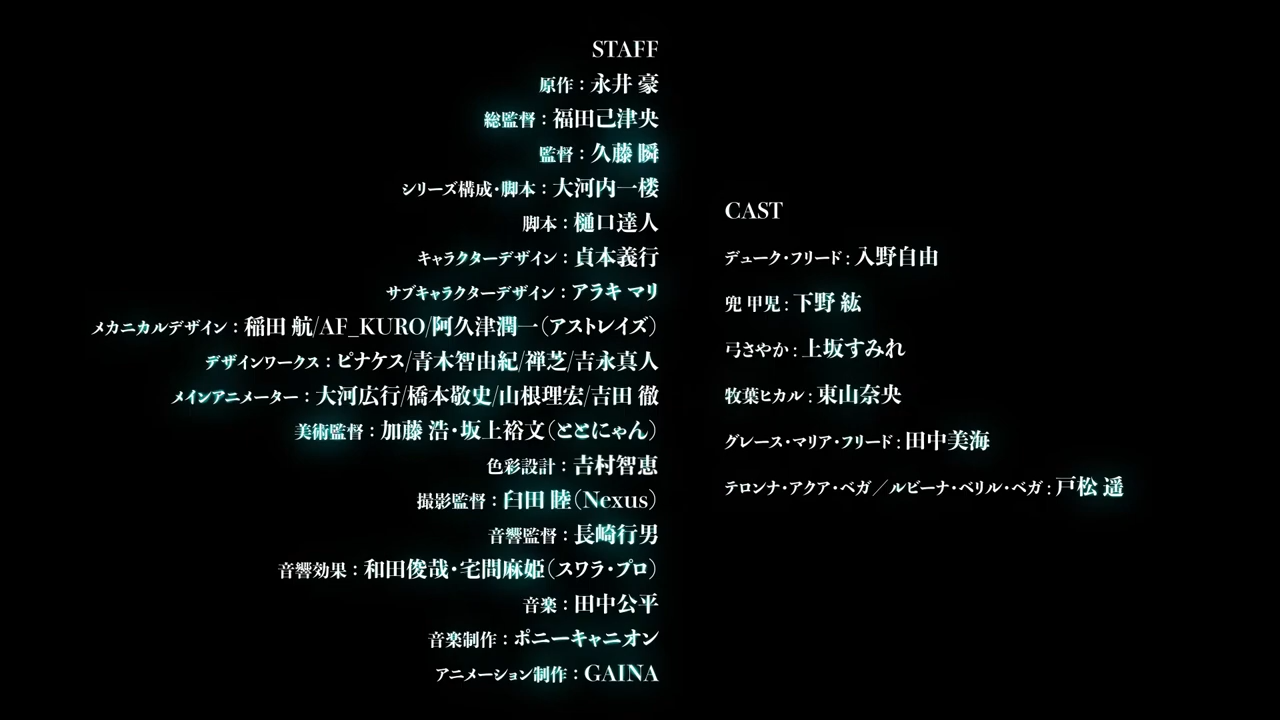 STAFF
原作：永井 豪
総監督：福田己津央
監督：久藤 瞬
シリーズ構成・脚本：大河内一楼
脚本：樋口達人
キャラクターデザイン：貞本義行
サブキャラクターデザイン：アラキ マリ
メカニカルデザイン：稲田 航/AF_KURO/阿久津潤一（アストレイズ）
デザインワークス：ピナケス/青木智由紀/禅芝/吉永真人
メインアニメーター：大河広行/橋本敬史/山根理宏/吉田 徹
美術監督：加藤 浩・坂上裕文（ととにゃん）
色彩設計：吉村智恵
撮影監督：臼田 睦（Nexus）
音響監督：長崎行男
音響効果：和田俊哉・宅間麻姫（スワラ・プロ）
音楽：田中公平
音楽制作：ポニーキャニオン
アニメーション制作：GAINA
CAST
デューク・フリード：入野自由
兜 甲児：下野 紘
弓さやか：上坂すみれ
牧葉ヒカル：東山奈央
グレース・マリア・フリード：田中美海
テロンナ・アクア・ベガ／ルビーナ・ベリル・ベガ：戸松 遥